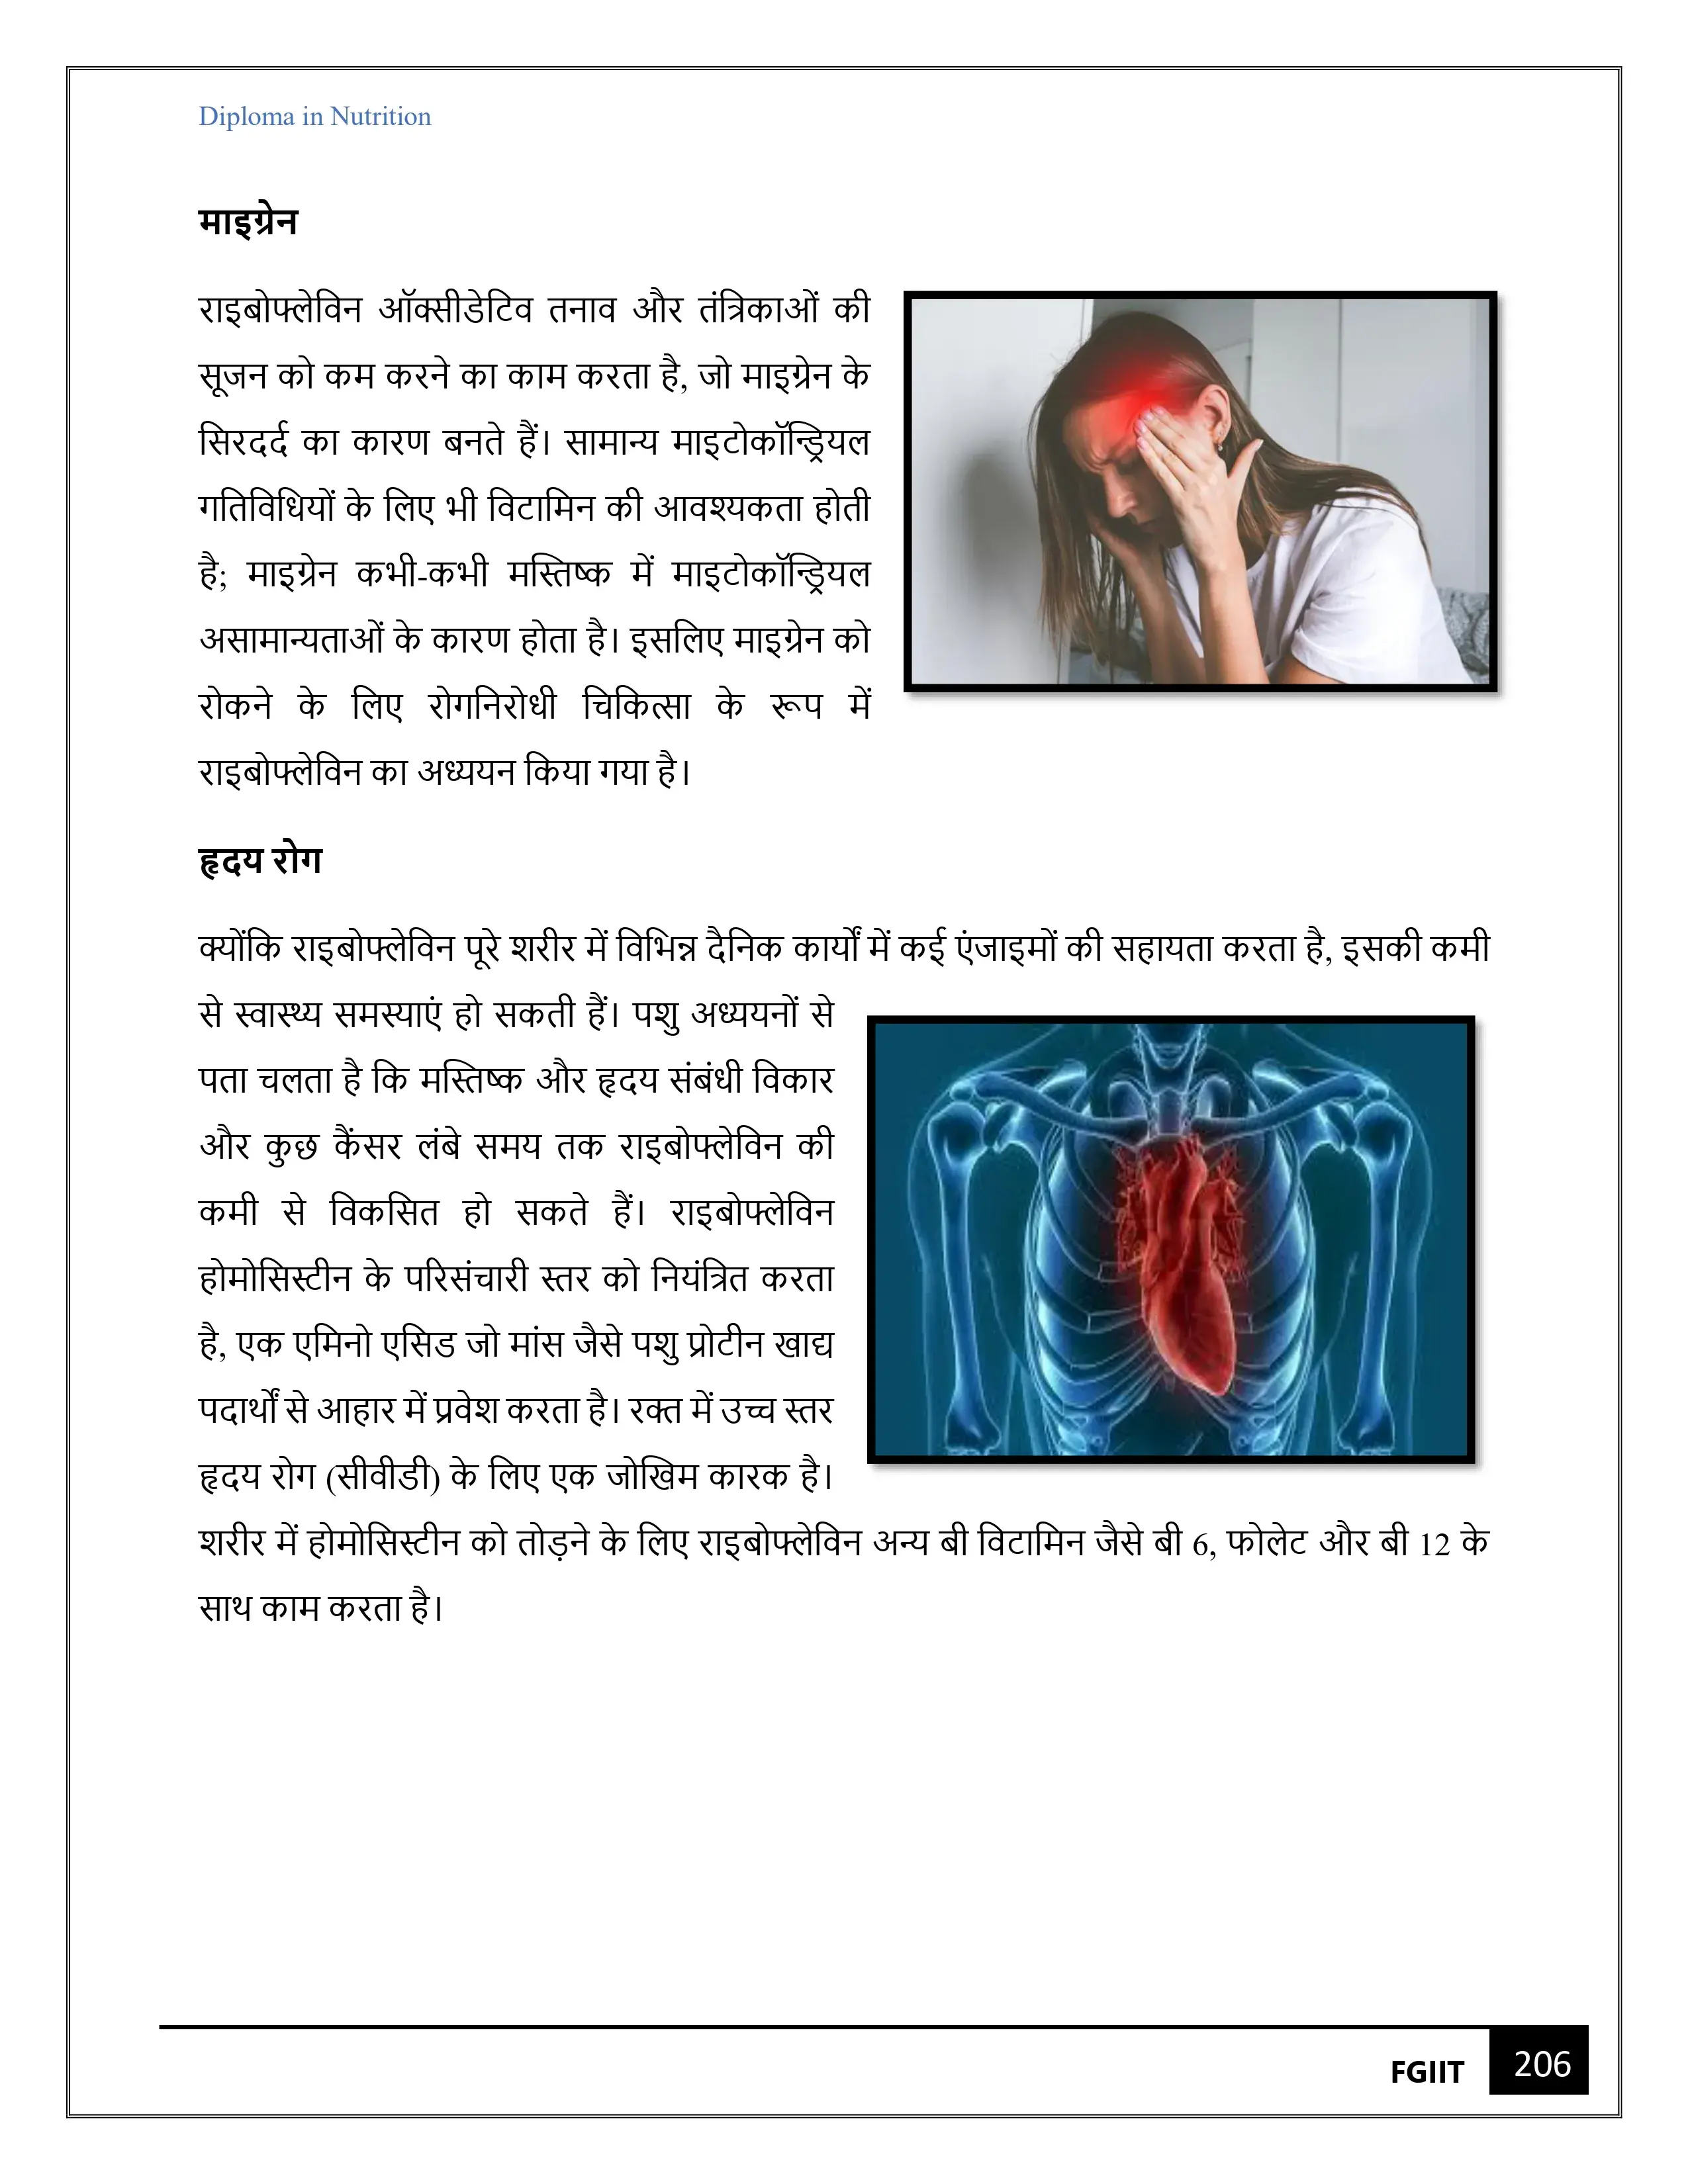 Diploma in Nutrition
माइग्रेन
राइबोफ्लेविन ऑक्सीडेटिव तनाव और तंत्रिकाओं की
सूजन को कम करने का काम करता है, जो माइग्रेन के
सिरदर्द का कारण बनते हैं। सामान्य माइटोकॉन्ड्रियल
गतिविधियों के लिए भी विटामिन की आवश्यकता होती
है; माइग्रेन कभी-कभी मस्तिष्क में माइटोकॉन्ड्रियल
असामान्यताओं के कारण होता है। इसलिए माइग्रेन को
रोकने के लिए रोगनिरोधी चिकित्सा के रूप में
राइबोफ्लेविन का अध्ययन किया गया है।
हृदय रोग
क्योंकि राइबोफ्लेविन पूरे शरीर में विभिन्न दैनिक कार्यों में कई एंजाइमों की सहायता करता है, इसकी कमी
से स्वास्थ्य समस्याएं हो सकती हैं। पशु अध्ययनों से
पता चलता है कि मस्तिष्क और हृदय संबंधी विकार
और कुछ कैंसर लंबे समय तक राइबोफ्लेविन की
कमी से विकसित हो सकते हैं। राइबोफ्लेविन
होमोसिस्टीन के परिसंचारी स्तर को नियंत्रित करता
है, एक एमिनो एसिड जो मांस जैसे पशु प्रोटीन खाद्य
पदार्थों से आहार में प्रवेश करता है। रक्त में उच्च स्तर
हृदय रोग (सीवीडी) के लिए एक जोखिम कारक है।
शरीर में होमोसिस्टीन को तोड़ने के लिए राइबोफ्लेविन अन्य बी विटामिन जैसे बी 6, फोलेट और बी 12 के
साथ काम करता है।
FGIIT 206